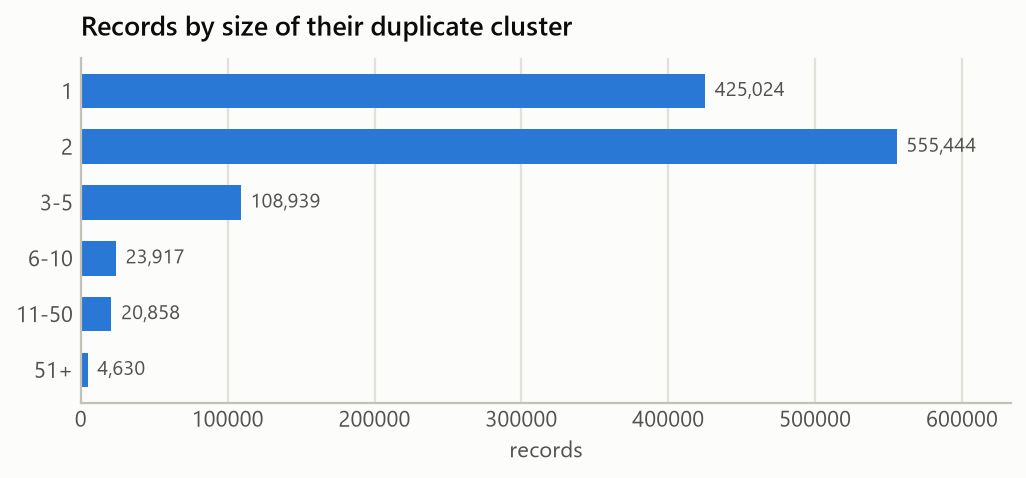 Records by size of their duplicate cluster
1 425,024
2 555,444
3-5 108,939
6-10 23,917
11-50 20,858
51+ 4,630
0 100000 200000 300000 400000 500000 600000
records